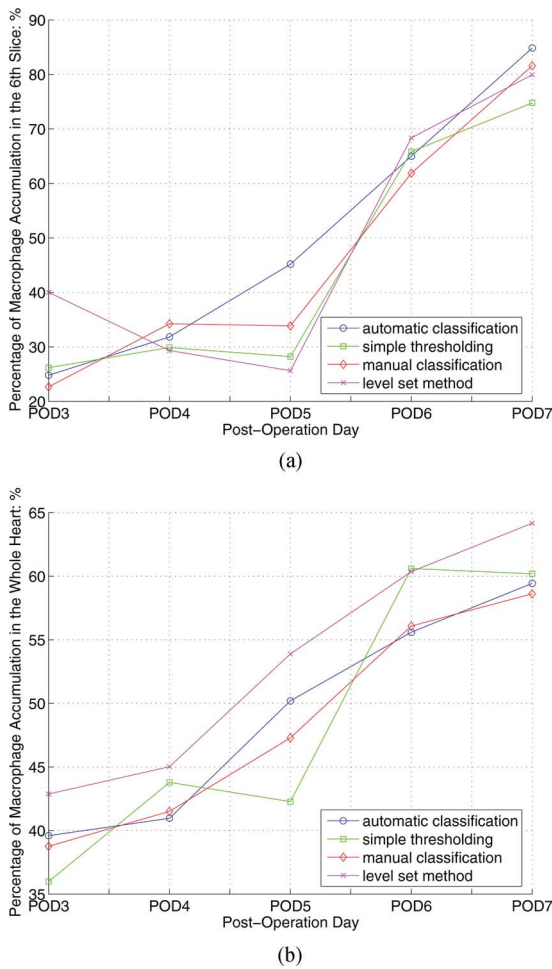 Percentage of Macrophage Accumulation in the 6th Slice: %
90
80
70
60
50
40
30
20
POD3 POD4 POD5 POD6 POD7
automatic classification
simple thresholding
manual classification
level set method
Post-Operation Day
(a)
Percentage of Macrophage Accumulation in the Whole Heart: %
65
60
55
50
45
40
35
POD3 POD4 POD5 POD6 POD7
automatic classification
simple thresholding
manual classification
level set method
Post-Operation Day
(b)